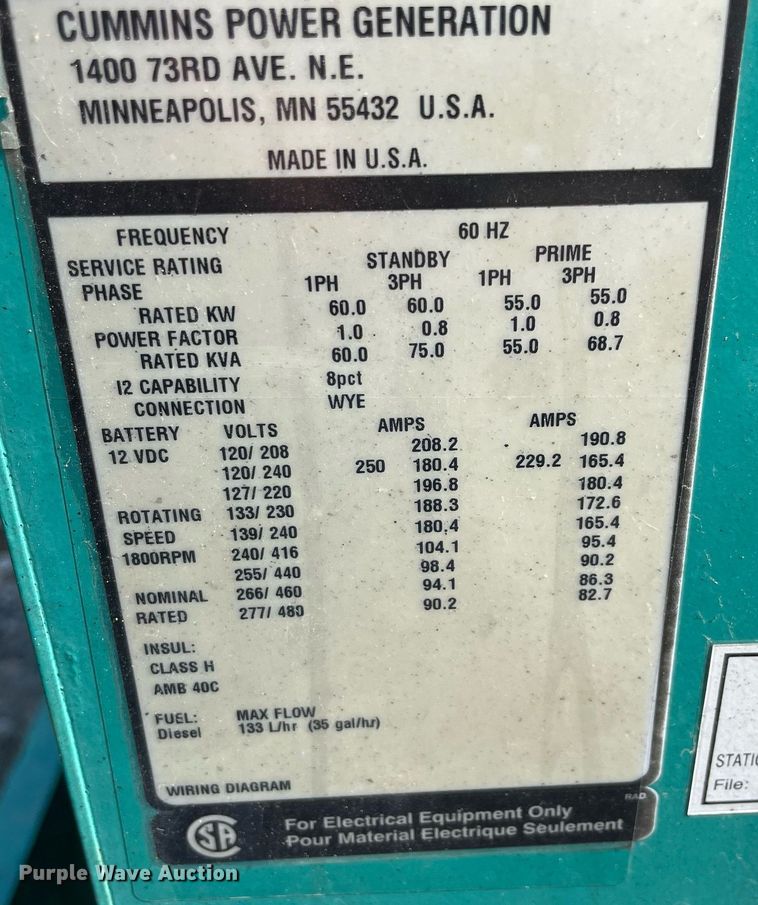 CUMMINS POWER GENERATION
1400 73RD AVE. N.E.
MINNEAPOLIS, MN 55432 U.S.A.
MADE IN U.S.A.
FREQUENCY 60 HZ
SERVICE RATING STANDBY PRIME
PHASE 1PH 3PH 1PH 3PH
RATED KW 60.0 60.0 55.0 55.0
POWER FACTOR 1.0 0.8 1.0 0.8
RATED KVA 60.0 75.0 55.0 68.7
I2 CAPABILITY 8pct
CONNECTION WYE
BATTERY VOLTS AMPS AMPS
12 VDC 120/ 208 208.2 190.8
120/ 240 250 180.4 229.2 165.4
127/ 220 196.8 180.4
ROTATING 133/ 230 188.3 172.6
SPEED 139/ 240 180,4 165.4
1800RPM 240/ 416 104.1 95.4
255/ 440 98.4 90.2
NOMINAL 266/ 460 94.1 86.3
RATED 277/ 480 90.2 82.7
INSUL:
CLASS H
AMB 40C
FUEL: MAX FLOW
Diesel 133 L/hr (35 gal/hr)
WIRING DIAGRAM
RAD
SA For Electrical Equipment Only
Pour Material Electrique Seulement
STATIC
File:
Purple Wave Auction